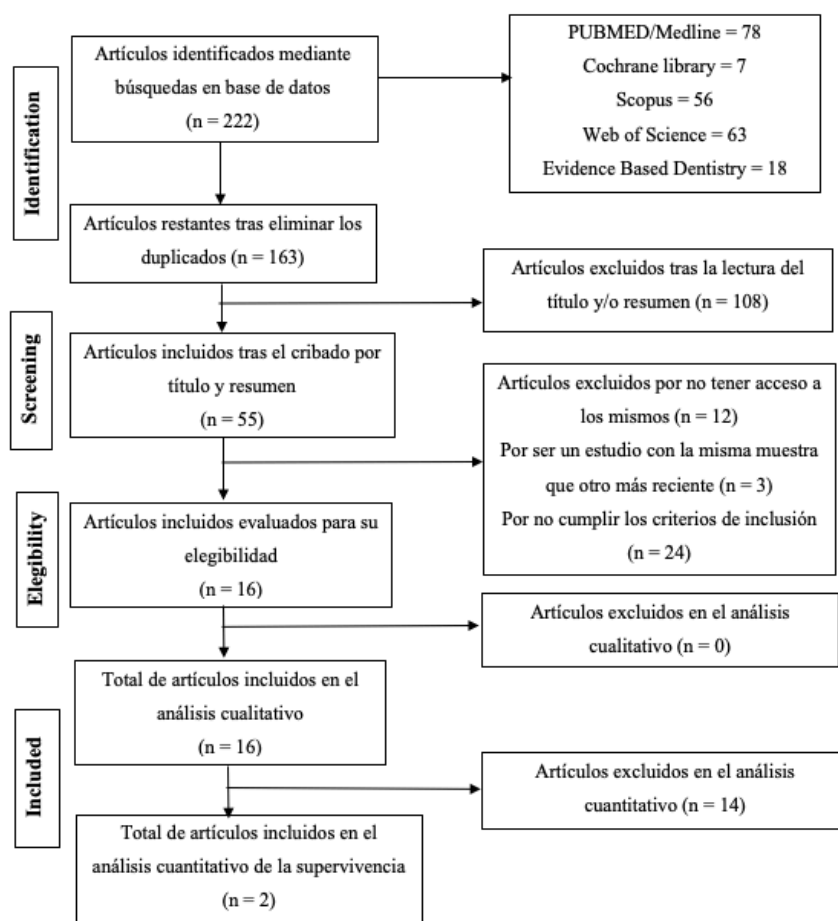 Identification
Artículos identificados mediante
búsquedas en base de datos
(n = 222)
PUBMED/Medline = 78
Cochrane library = 7
Scopus = 56
Web of Science = 63
Evidence Based Dentistry = 18
Artículos restantes tras eliminar los
duplicados (n = 163)
Artículos excluidos tras la lectura del
título y/o resumen (n = 108)
Screening
Artículos incluidos tras el cribado por
título y resumen
(n = 55)
Artículos excluidos por no tener acceso a
los mismos (n = 12)
Por ser un estudio con la misma muestra
que otro más reciente (n = 3)
Por no cumplir los criterios de inclusión
(n = 24)
Elegibility
Artículos incluidos evaluados para su
elegibilidad
(n = 16)
Artículos excluidos en el análisis
cualitativo (n = 0)
Included
Total de artículos incluidos en el
análisis cualitativo
(n = 16)
Artículos excluidos en el análisis
cuantitativo (n = 14)
Total de artículos incluidos en el
análisis cuantitativo de la supervivencia
(n = 2)